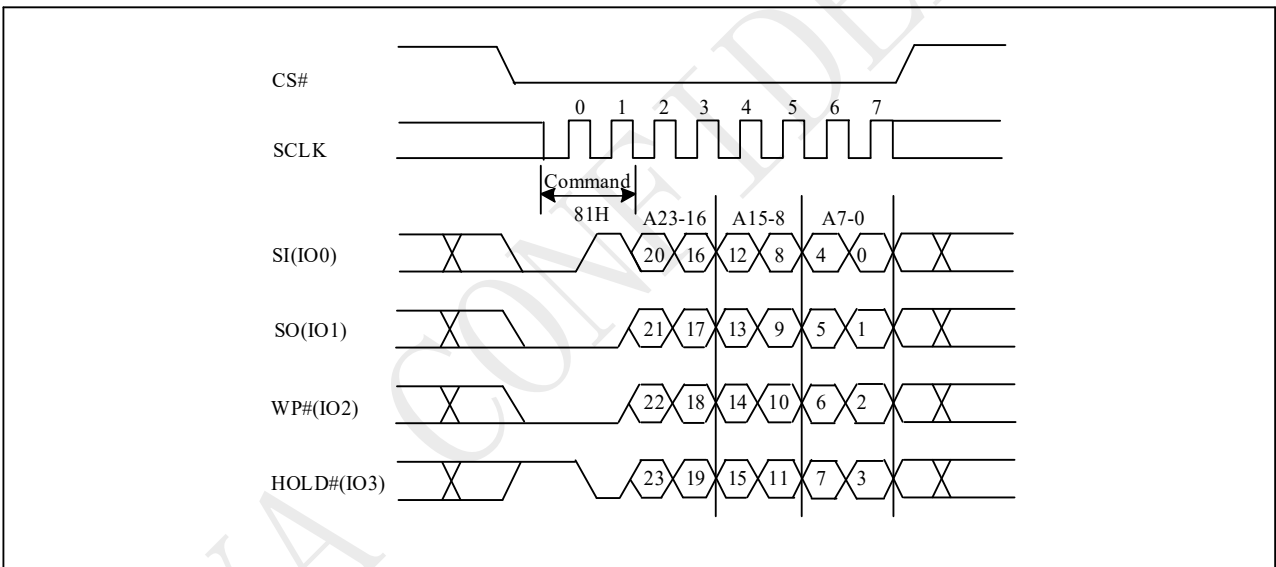 CS#
0 1 2 3 4 5 6 7
SCLK
Command
81H A23-16 A15-8 A7-0
SI(IO0) 20 16 12 8 4 0
SO(IO1) 21 17 13 9 5 1
WP#(IO2) 22 18 14 10 6 2
HOLD#(IO3) 23 19 15 11 7 3